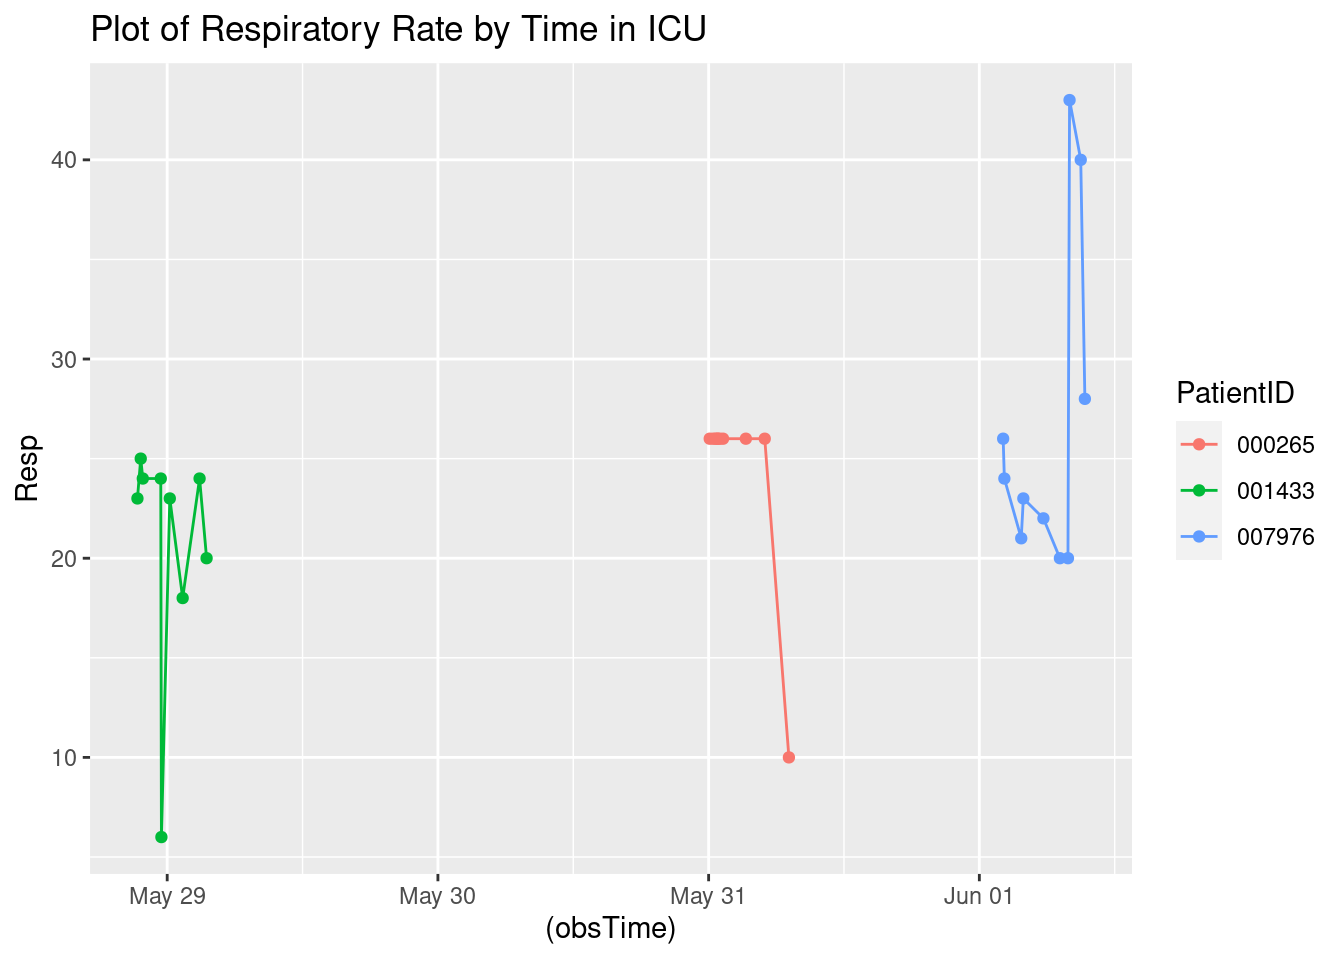 Plot of Respiratory Rate by Time in ICU
40
30
20
10
Resp
May 29
May 30
May 31
Jun 01
(obsTime)
PatientID
000265
001433
007976